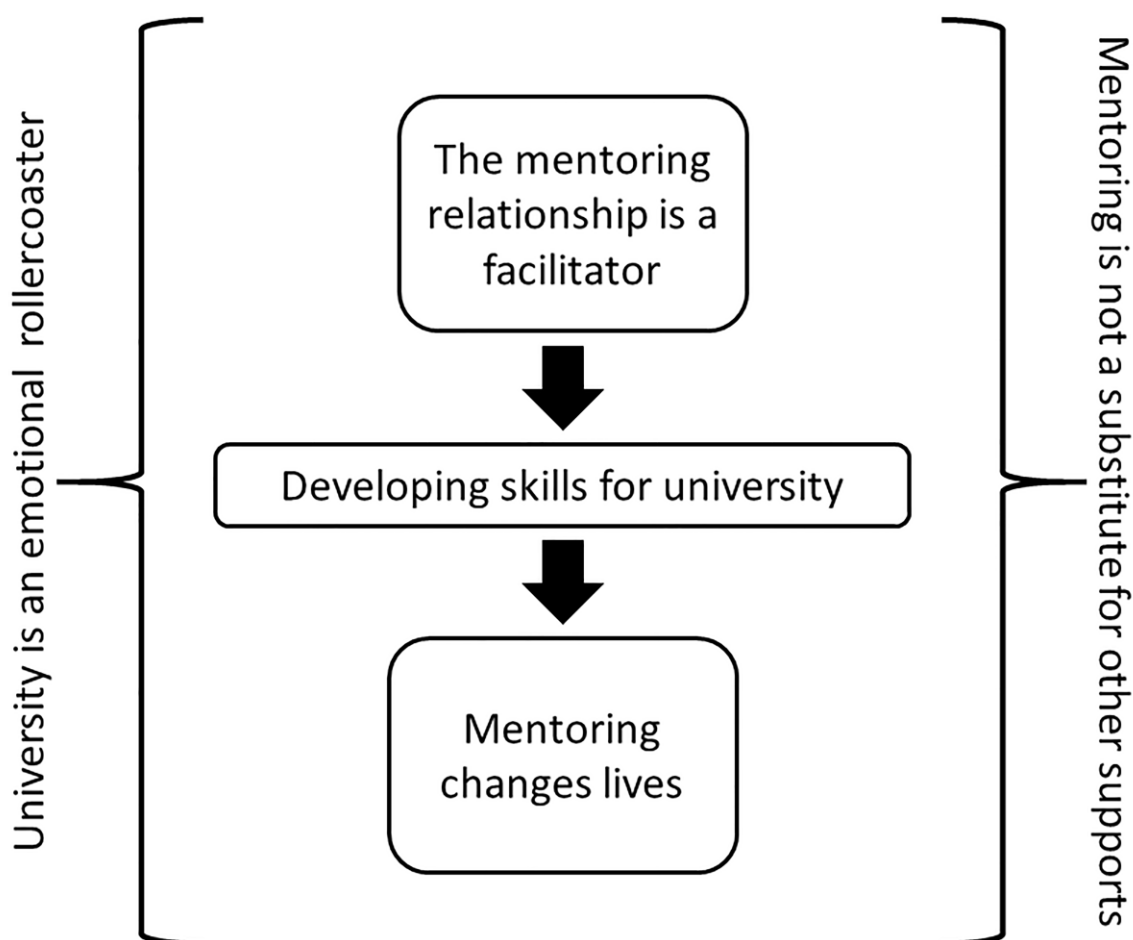 University is an emotional rollercoaster
The mentoring
relationship is a
facilitator
Developing skills for university
Mentoring
changes lives
Mentoring is not a substitute for other supports